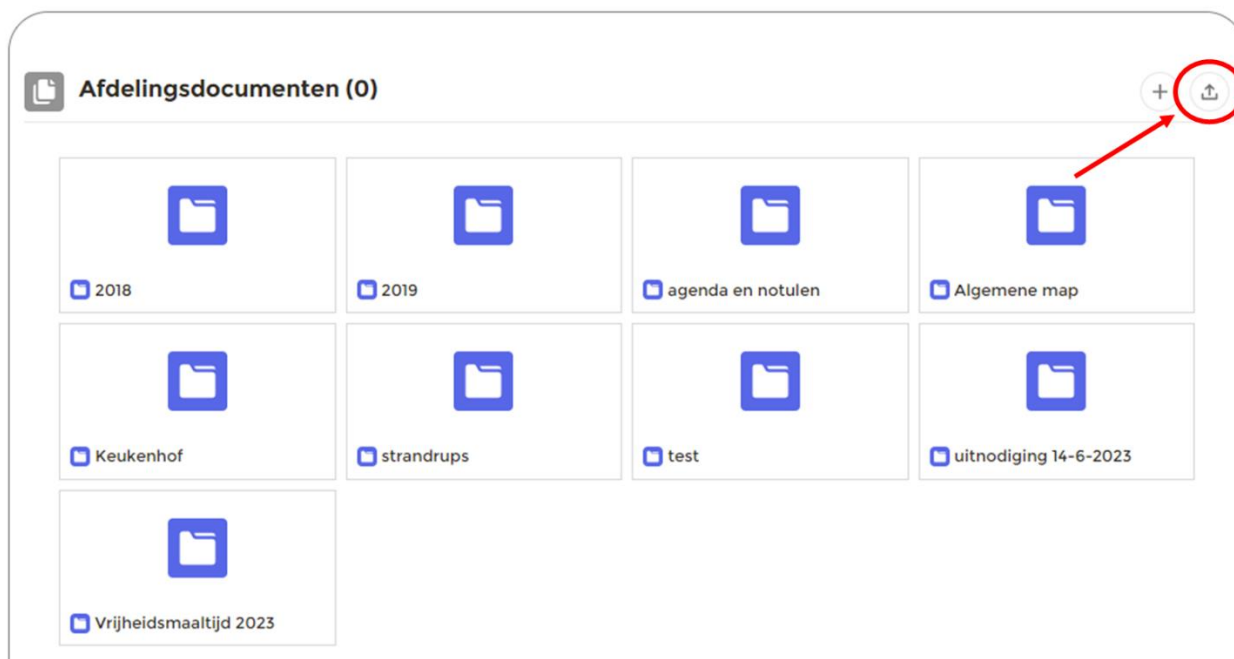 Afdelingsdocumenten (0)
2018
2019
agenda en notulen
Algemene map
Keukenhof
strandrups
test
uitnodiging 14-6-2023
Vrijheidsmaaltijd 2023